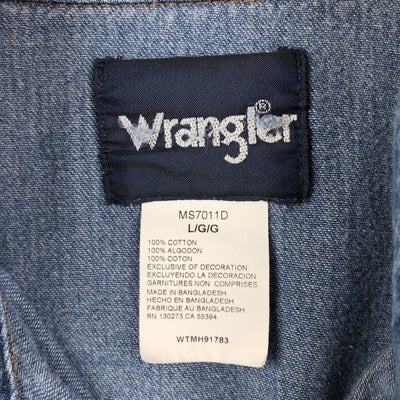 Wrangler®
MS7011D
L/G/G
100% COTTON
100% ALGODON
100% COTON
EXCLUSIVE OF DECORATION
EXCLUYENDO LA DECORACIÓN
GARNITURES NON COMPRISES
MADE IN BANGLADESH
HECHO EN BANGLADESH
FABRIQUE AU BANGLADESH
RN 130273 CA 55394
WTMH91783